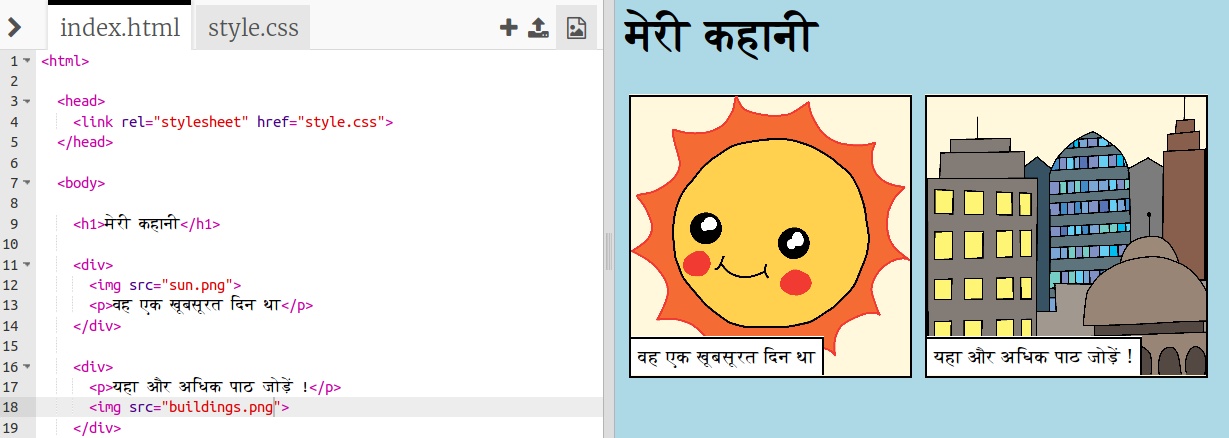 index.html style.css
1 <html>
2
3 <head>
4 <link rel="stylesheet" href="style.css">
5 </head>
6
7 <body>
8
9 <h1>मेरी कहानी</h1>
10
11 <div>
12 <img src="sun.png">
13 <p>वह एक खूबसूरत दिन था</p>
14 </div>
15
16 <div>
17 <p>यहा और अधिक पाठ जोड़ें !</p>
18 <img src="buildings.png">
19 </div>
मेरी कहानी
वह एक खूबसूरत दिन था
यहा और अधिक पाठ जोड़ें !